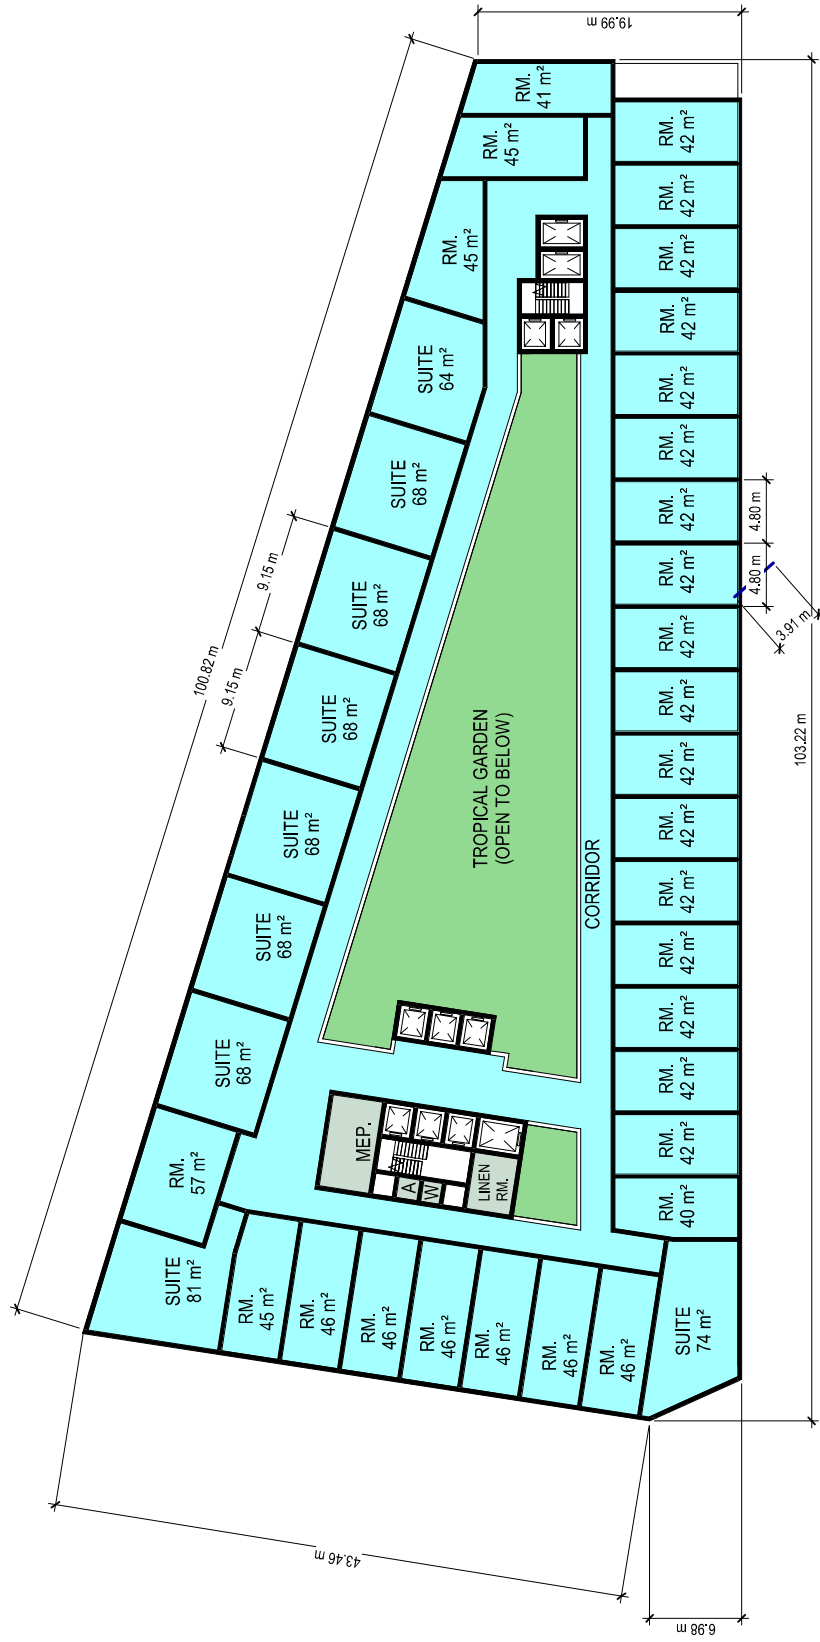 19.99 m
RM.
41 m²
RM.
45 m²
RM.
45 m²
SUITE
64 m²
SUITE
68 m²
SUITE
68 m²
SUITE
68 m²
SUITE
68 m²
SUITE
68 m²
SUITE
68 m²
RM.
57 m²
SUITE
81 m²
RM.
45 m²
RM.
46 m²
RM.
46 m²
RM.
46 m²
RM.
46 m²
RM.
46 m²
RM.
46 m²
SUITE
74 m²
RM.
40 m²
RM.
42 m²
RM.
42 m²
RM.
42 m²
RM.
42 m²
RM.
42 m²
RM.
42 m²
RM.
42 m²
RM.
42 m²
RM.
42 m²
RM.
42 m²
RM.
42 m²
RM.
42 m²
RM.
42 m²
RM.
42 m²
RM.
42 m²
RM.
42 m²
RM.
42 m²
TROPICAL GARDEN
(OPEN TO BELOW)
CORRIDOR
MEP.
A
W
LINEN
RM.
100.82 m
9.15 m
9.15 m
4.80 m
4.80 m
3.91 m
103.22 m
43.46 m
6.98 m